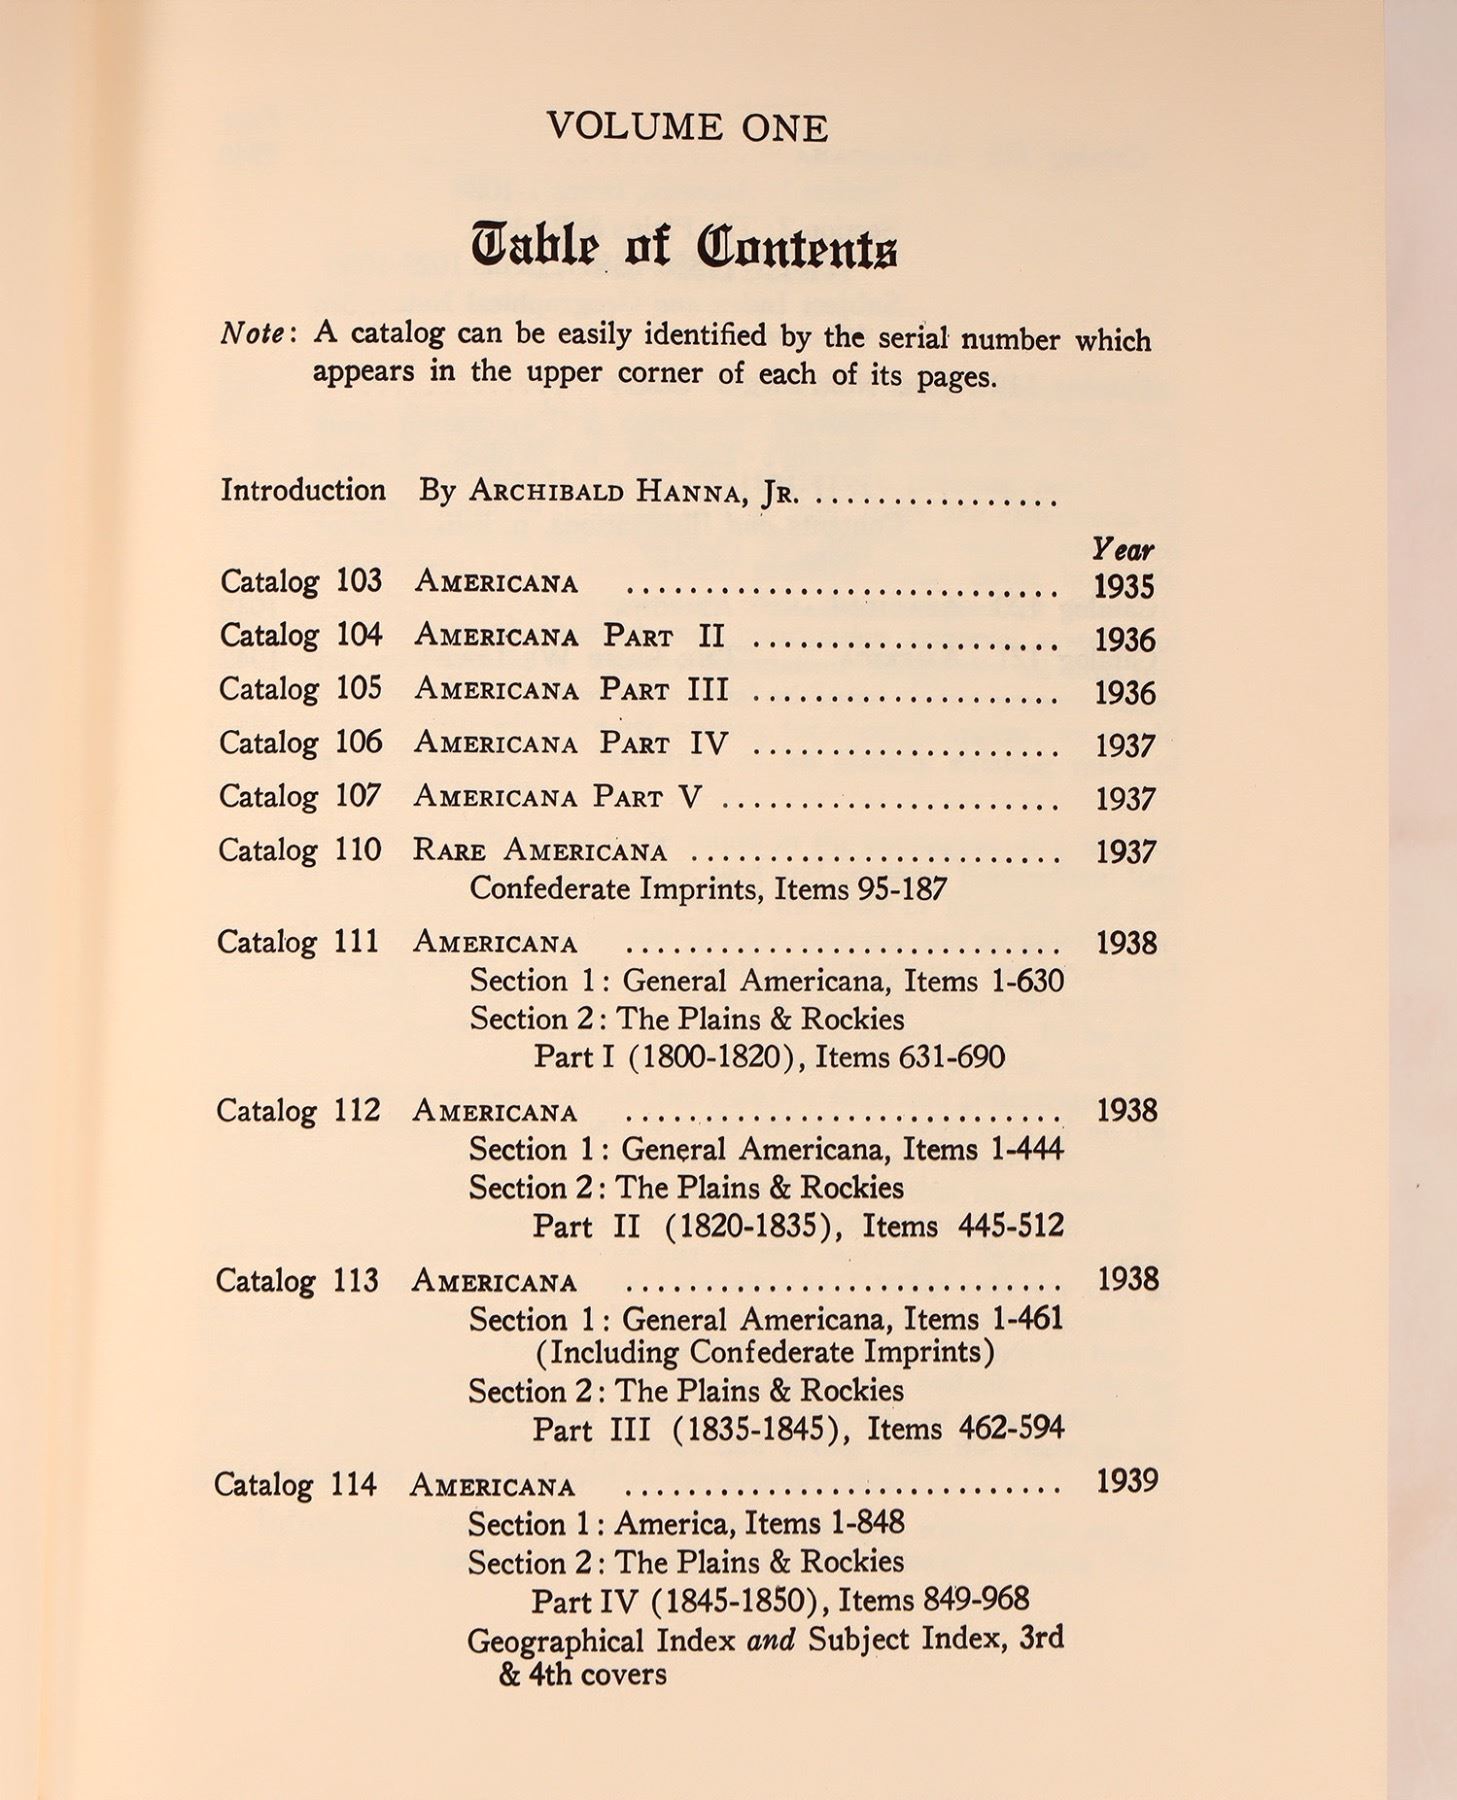 VOLUME ONE
Table of Contents
Note: A catalog can be easily identified by the serial number which
appears in the upper corner of each of its pages.
Introduction By ARCHIBALD HANNA, JR. ................
Year
Catalog 103 AMERICANA ............................ 1935
Catalog 104 AMERICANA PART II .................... 1936
Catalog 105 AMERICANA PART III .................... 1936
Catalog 106 AMERICANA PART IV .................... 1937
Catalog 107 AMERICANA PART V ...................... 1937
Catalog 110 RARE AMERICANA ........................ 1937
Confederate Imprints, Items 95-187
Catalog 111 AMERICANA ............................ 1938
Section 1: General Americana, Items 1-630
Section 2: The Plains & Rockies
Part I (1800-1820), Items 631-690
Catalog 112 AMERICANA ............................ 1938
Section 1: General Americana, Items 1-444
Section 2: The Plains & Rockies
Part II (1820-1835), Items 445-512
Catalog 113 AMERICANA ............................ 1938
Section 1: General Americana, Items 1-461
(Including Confederate Imprints)
Section 2: The Plains & Rockies
Part III (1835-1845), Items 462-594
Catalog 114 AMERICANA ............................ 1939
Section 1: America, Items 1-848
Section 2: The Plains & Rockies
Part IV (1845-1850), Items 849-968
Geographical Index and Subject Index, 3rd
& 4th covers